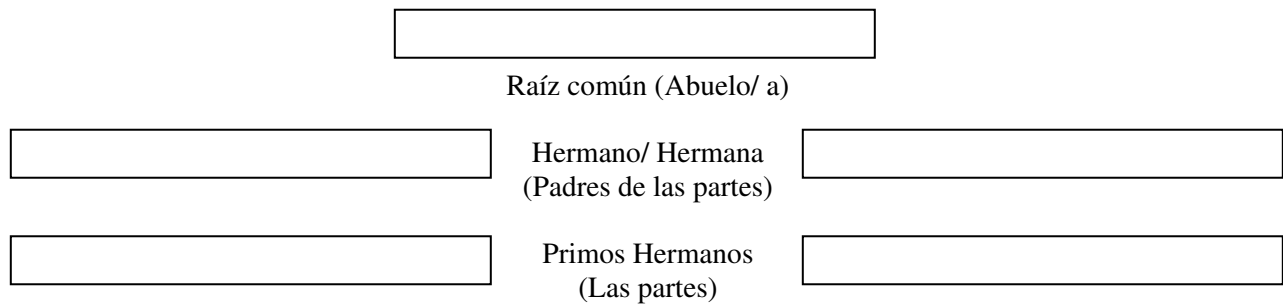 Raíz común (Abuelo/ a)
Hermano/ Hermana
(Padres de las partes)
Primos Hermanos
(Las partes)